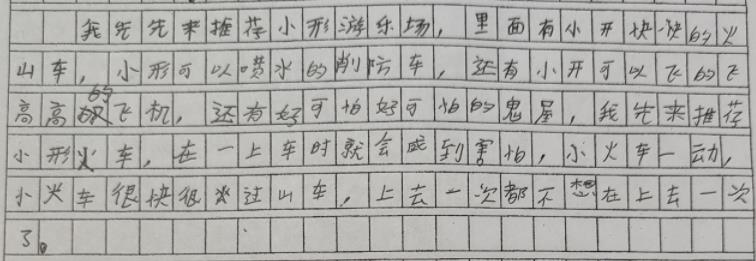 我先先来推荐小形游乐场，里面有小开快快的火
山车，小形可以喷水的削防车，还有小开可以飞的飞
高高的飞机，还有好可怕好可怕的鬼屋，我先来推荐
小形火车，在一上车时就会感到害怕，小火车一动，
小火车很快很快过山车，上去一次都不想在上去一次
了。